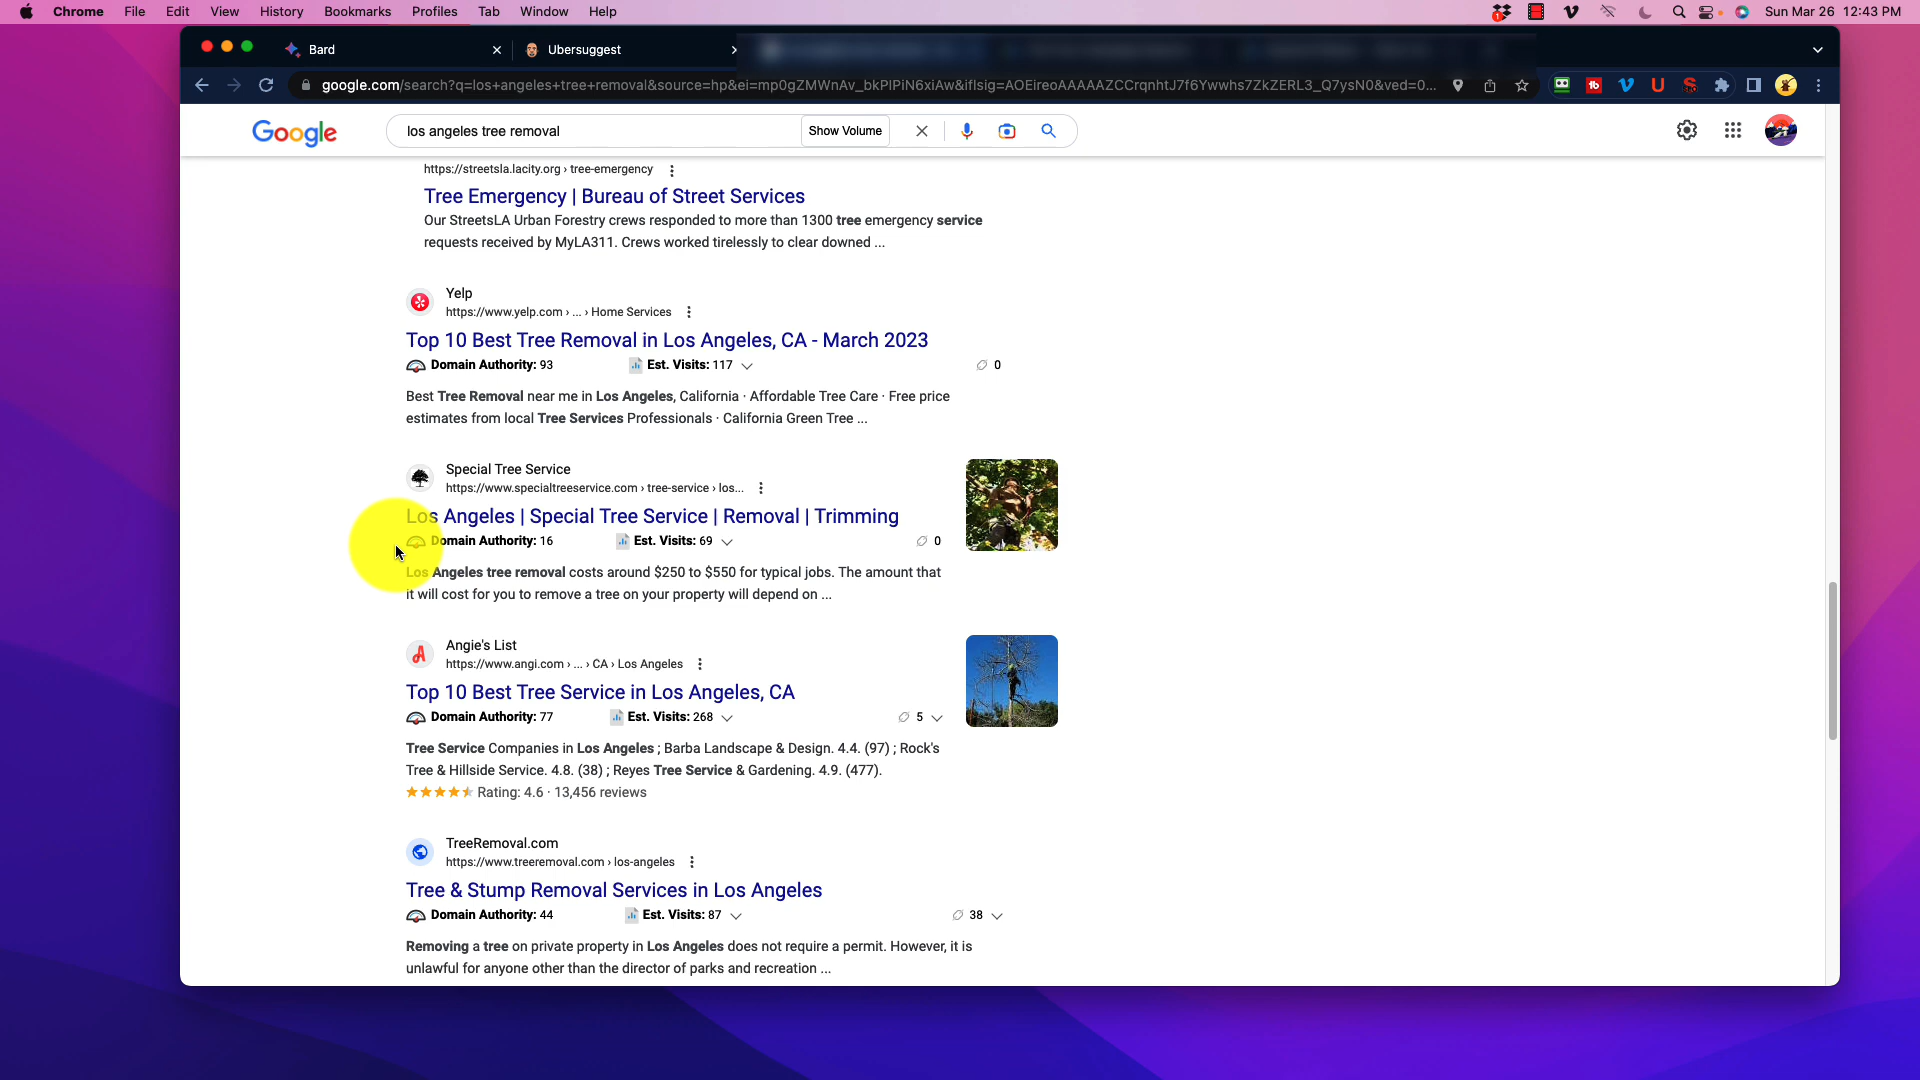 Chrome File Edit View History Bookmarks Profiles Tab Window Help
1
Sun Mar 26 12:43 PM
Bard
Ubersuggest
google.com/search?q=los+angeles+tree+removal&source=hp&ei=mp0gZMWnAv_bkPIPiN6xiAw&iflsig=AOEireoAAAAAZCCrqnhtJ7f6Ywwhs7ZkZERL3_Q7ysN0&ved=0...
Google
los angeles tree removal
Show Volume
https://streetsla.lacity.org › tree-emergency
Tree Emergency | Bureau of Street Services
Our StreetsLA Urban Forestry crews responded to more than 1300 tree emergency service
requests received by MyLA311. Crews worked tirelessly to clear downed ...
Yelp
https://www.yelp.com › ... › Home Services
Top 10 Best Tree Removal in Los Angeles, CA - March 2023
Domain Authority: 93 Est. Visits: 117 0
Best Tree Removal near me in Los Angeles, California · Affordable Tree Care · Free price
estimates from local Tree Services Professionals · California Green Tree ...
Special Tree Service
https://www.specialtreeservice.com › tree-service › los...
Los Angeles | Special Tree Service | Removal | Trimming
Domain Authority: 16 Est. Visits: 69 0
Los Angeles tree removal costs around $250 to $550 for typical jobs. The amount that
it will cost for you to remove a tree on your property will depend on ...
Angie's List
https://www.angi.com › ... › CA › Los Angeles
Top 10 Best Tree Service in Los Angeles, CA
Domain Authority: 77 Est. Visits: 268 5
Tree Service Companies in Los Angeles ; Barba Landscape & Design. 4.4. (97) ; Rock's
Tree & Hillside Service. 4.8. (38) ; Reyes Tree Service & Gardening. 4.9. (477).
Rating: 4.6 · 13,456 reviews
TreeRemoval.com
https://www.treeremoval.com › los-angeles
Tree & Stump Removal Services in Los Angeles
Domain Authority: 44 Est. Visits: 87 38
Removing a tree on private property in Los Angeles does not require a permit. However, it is
unlawful for anyone other than the director of parks and recreation ...